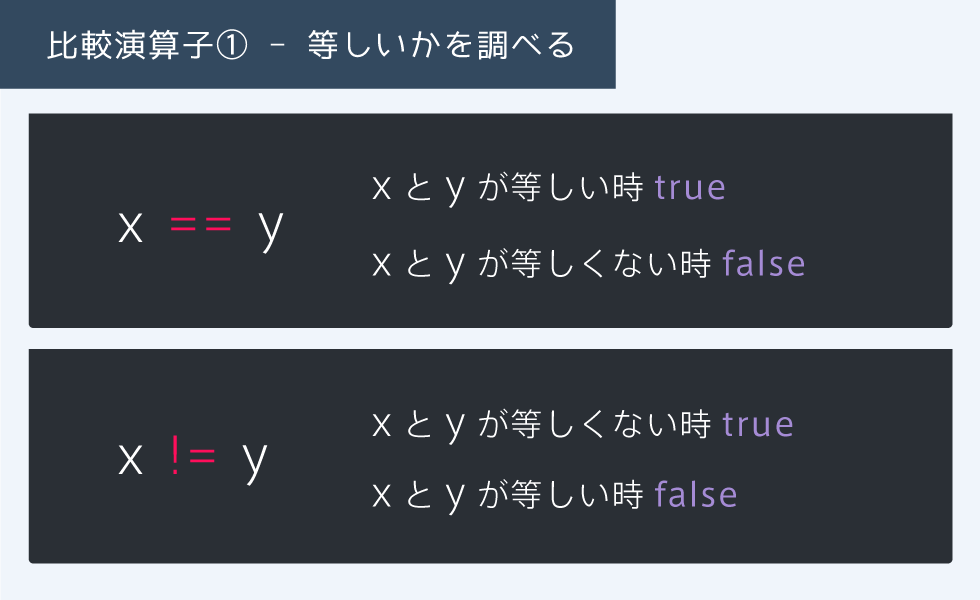 比較演算子① - 等しいかを調べる
x == y
x と y が等しい時 true
x と y が等しくない時 false
x != y
x と y が等しくない時 true
x と y が等しい時 false